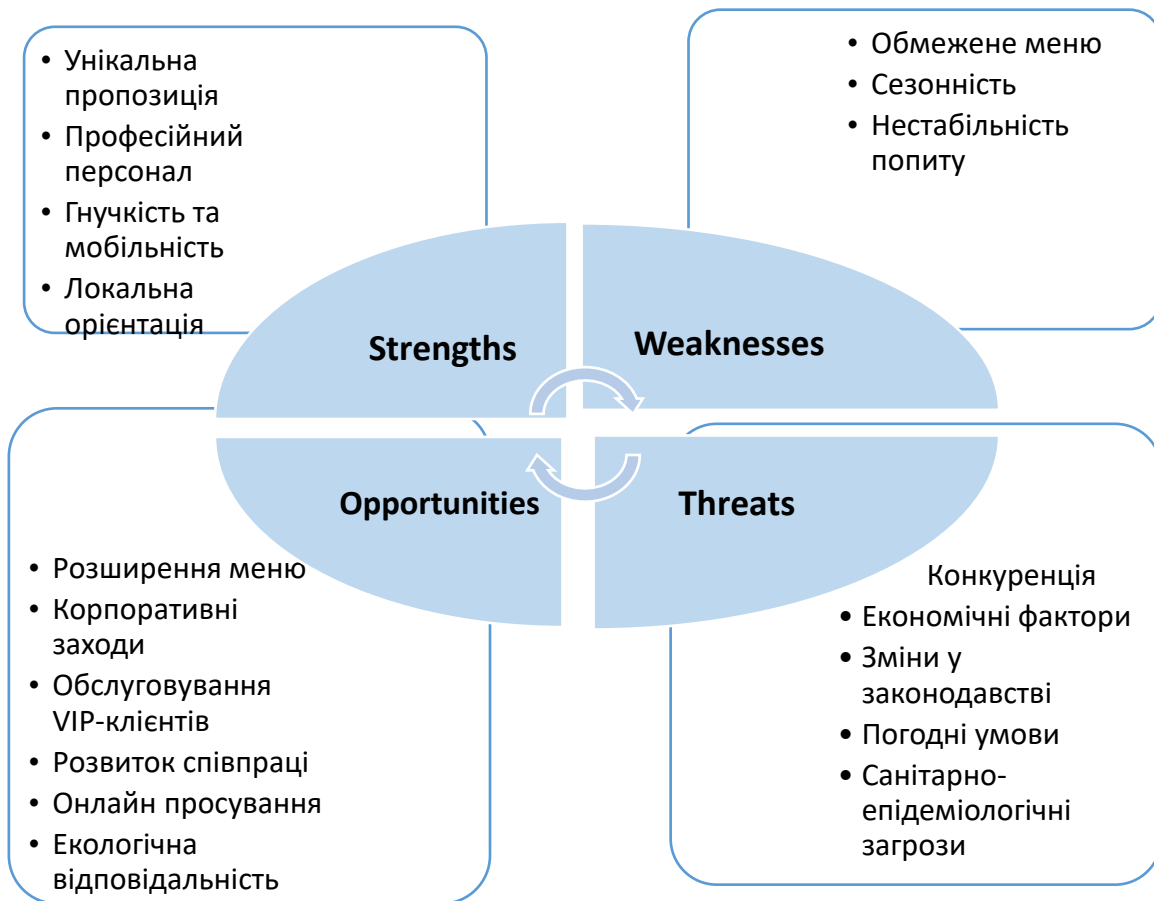 • Унікальна
пропозиція
• Професійний
персонал
• Гнучкість та
мобільність
• Локальна
орієнтація
• Обмежене меню
• Сезонність
• Нестабільність
попиту
Strengths
Weaknesses
Opportunities
Threats
• Розширення меню
• Корпоративні
заходи
• Обслуговування
VIP-клієнтів
• Розвиток співпраці
• Онлайн просування
• Екологічна
відповідальність
Конкуренція
• Економічні фактори
• Зміни у
законодавстві
• Погодні умови
• Санітарно-
епідеміологічні
загрози